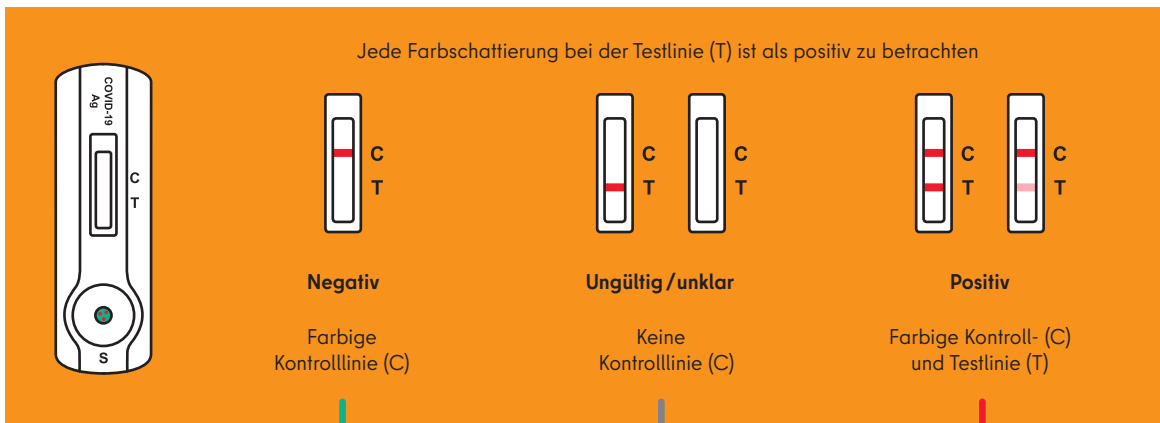 Jede Farbschattierung bei der Testlinie (T) ist als positiv zu betrachten
COVID-19
Ag
C
T
S
C
T
Negativ
Farbige
Kontrolllinie (C)
C
T
C
T
Ungültig / unklar
Keine
Kontrolllinie (C)
C
T
C
T
Positiv
Farbige Kontroll- (C)
und Testlinie (T)